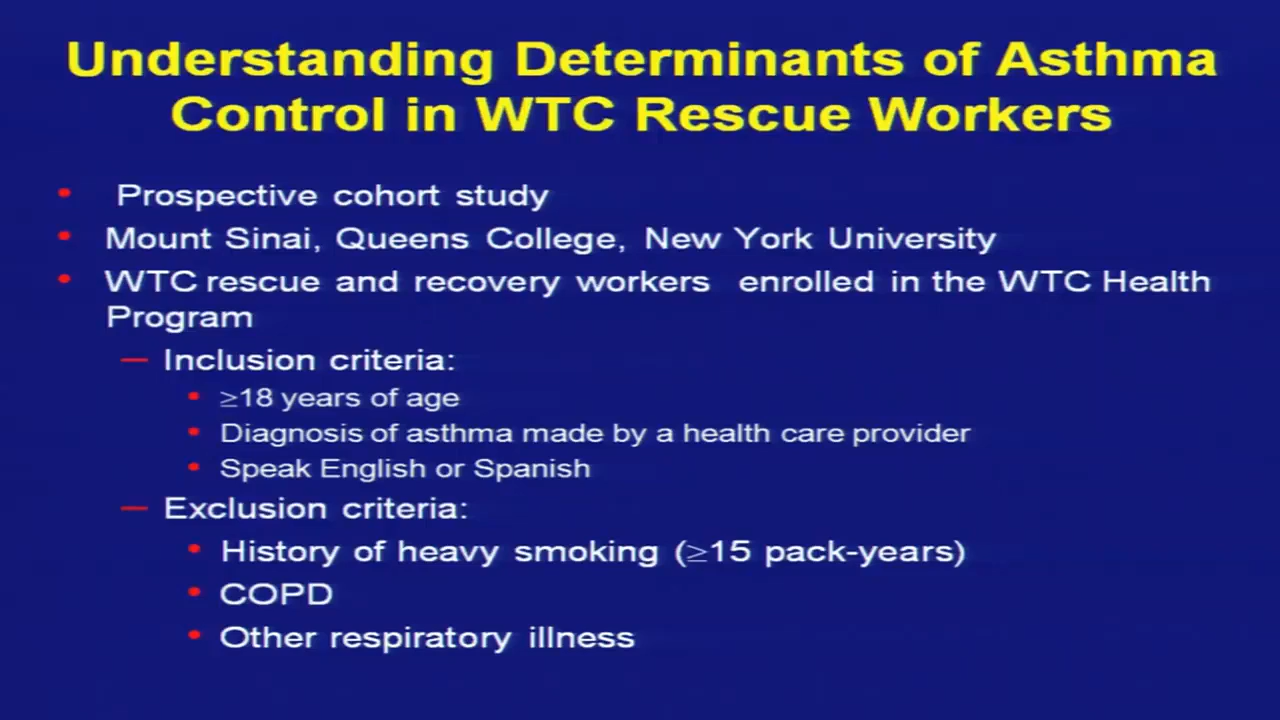 Understanding Determinants of Asthma
Control in WTC Rescue Workers
• Prospective cohort study
• Mount Sinai, Queens College, New York University
• WTC rescue and recovery workers enrolled in the WTC Health
Program
– Inclusion criteria:
• ≥18 years of age
• Diagnosis of asthma made by a health care provider
• Speak English or Spanish
– Exclusion criteria:
• History of heavy smoking (≥15 pack-years)
• COPD
• Other respiratory illness